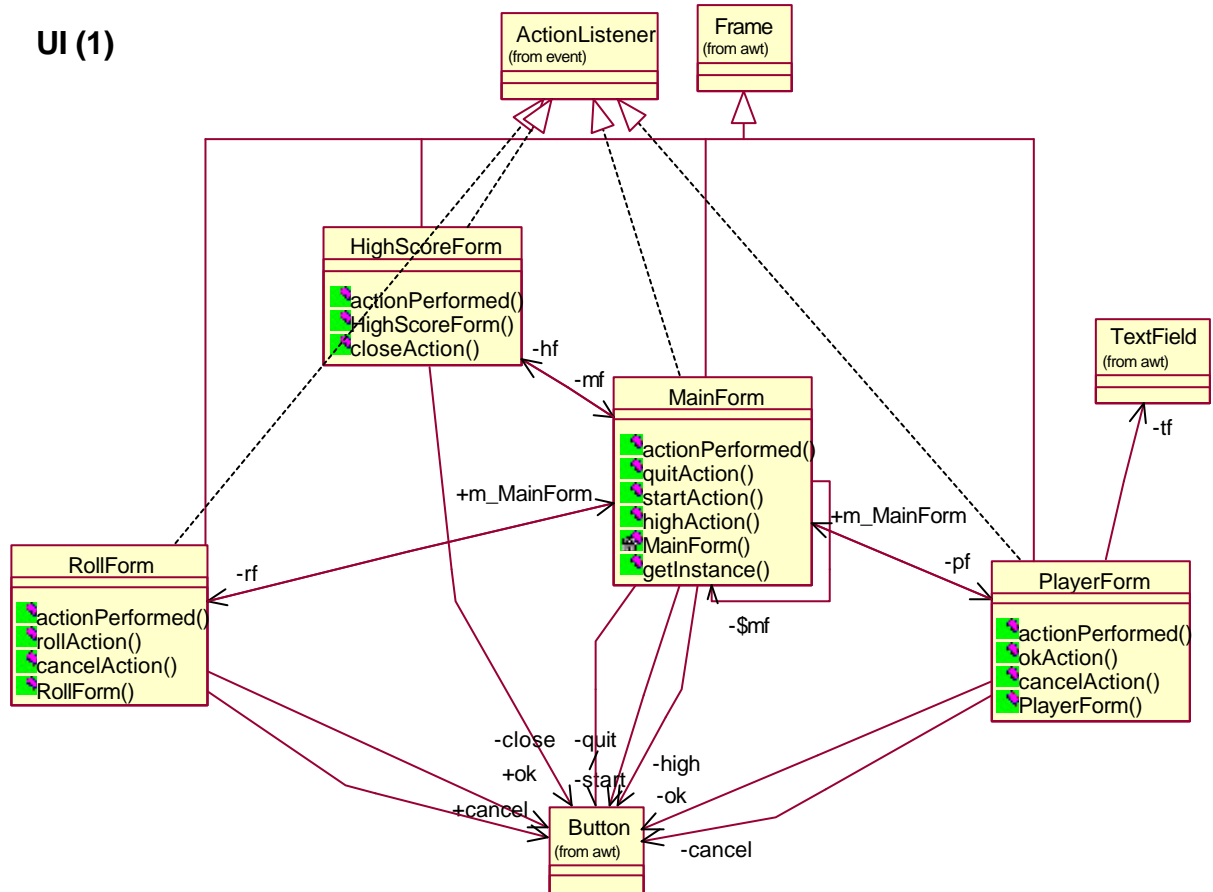 UI (1)
ActionListener
(from event)
Frame
(from awt)
HighScoreForm
actionPerformed()
HighScoreForm()
closeAction()
-hf
-mf
TextField
(from awt)
-tf
MainForm
actionPerformed()
quitAction()
startAction()
highAction()
MainForm()
getInstance()
+m_MainForm
+m_MainForm
RollForm
actionPerformed()
rollAction()
cancelAction()
RollForm()
-rf
-pf
-$mf
PlayerForm
actionPerformed()
okAction()
cancelAction()
PlayerForm()
-close
-quit
+ok
-start
-high
+cancel
-ok
-cancel
Button
(from awt)